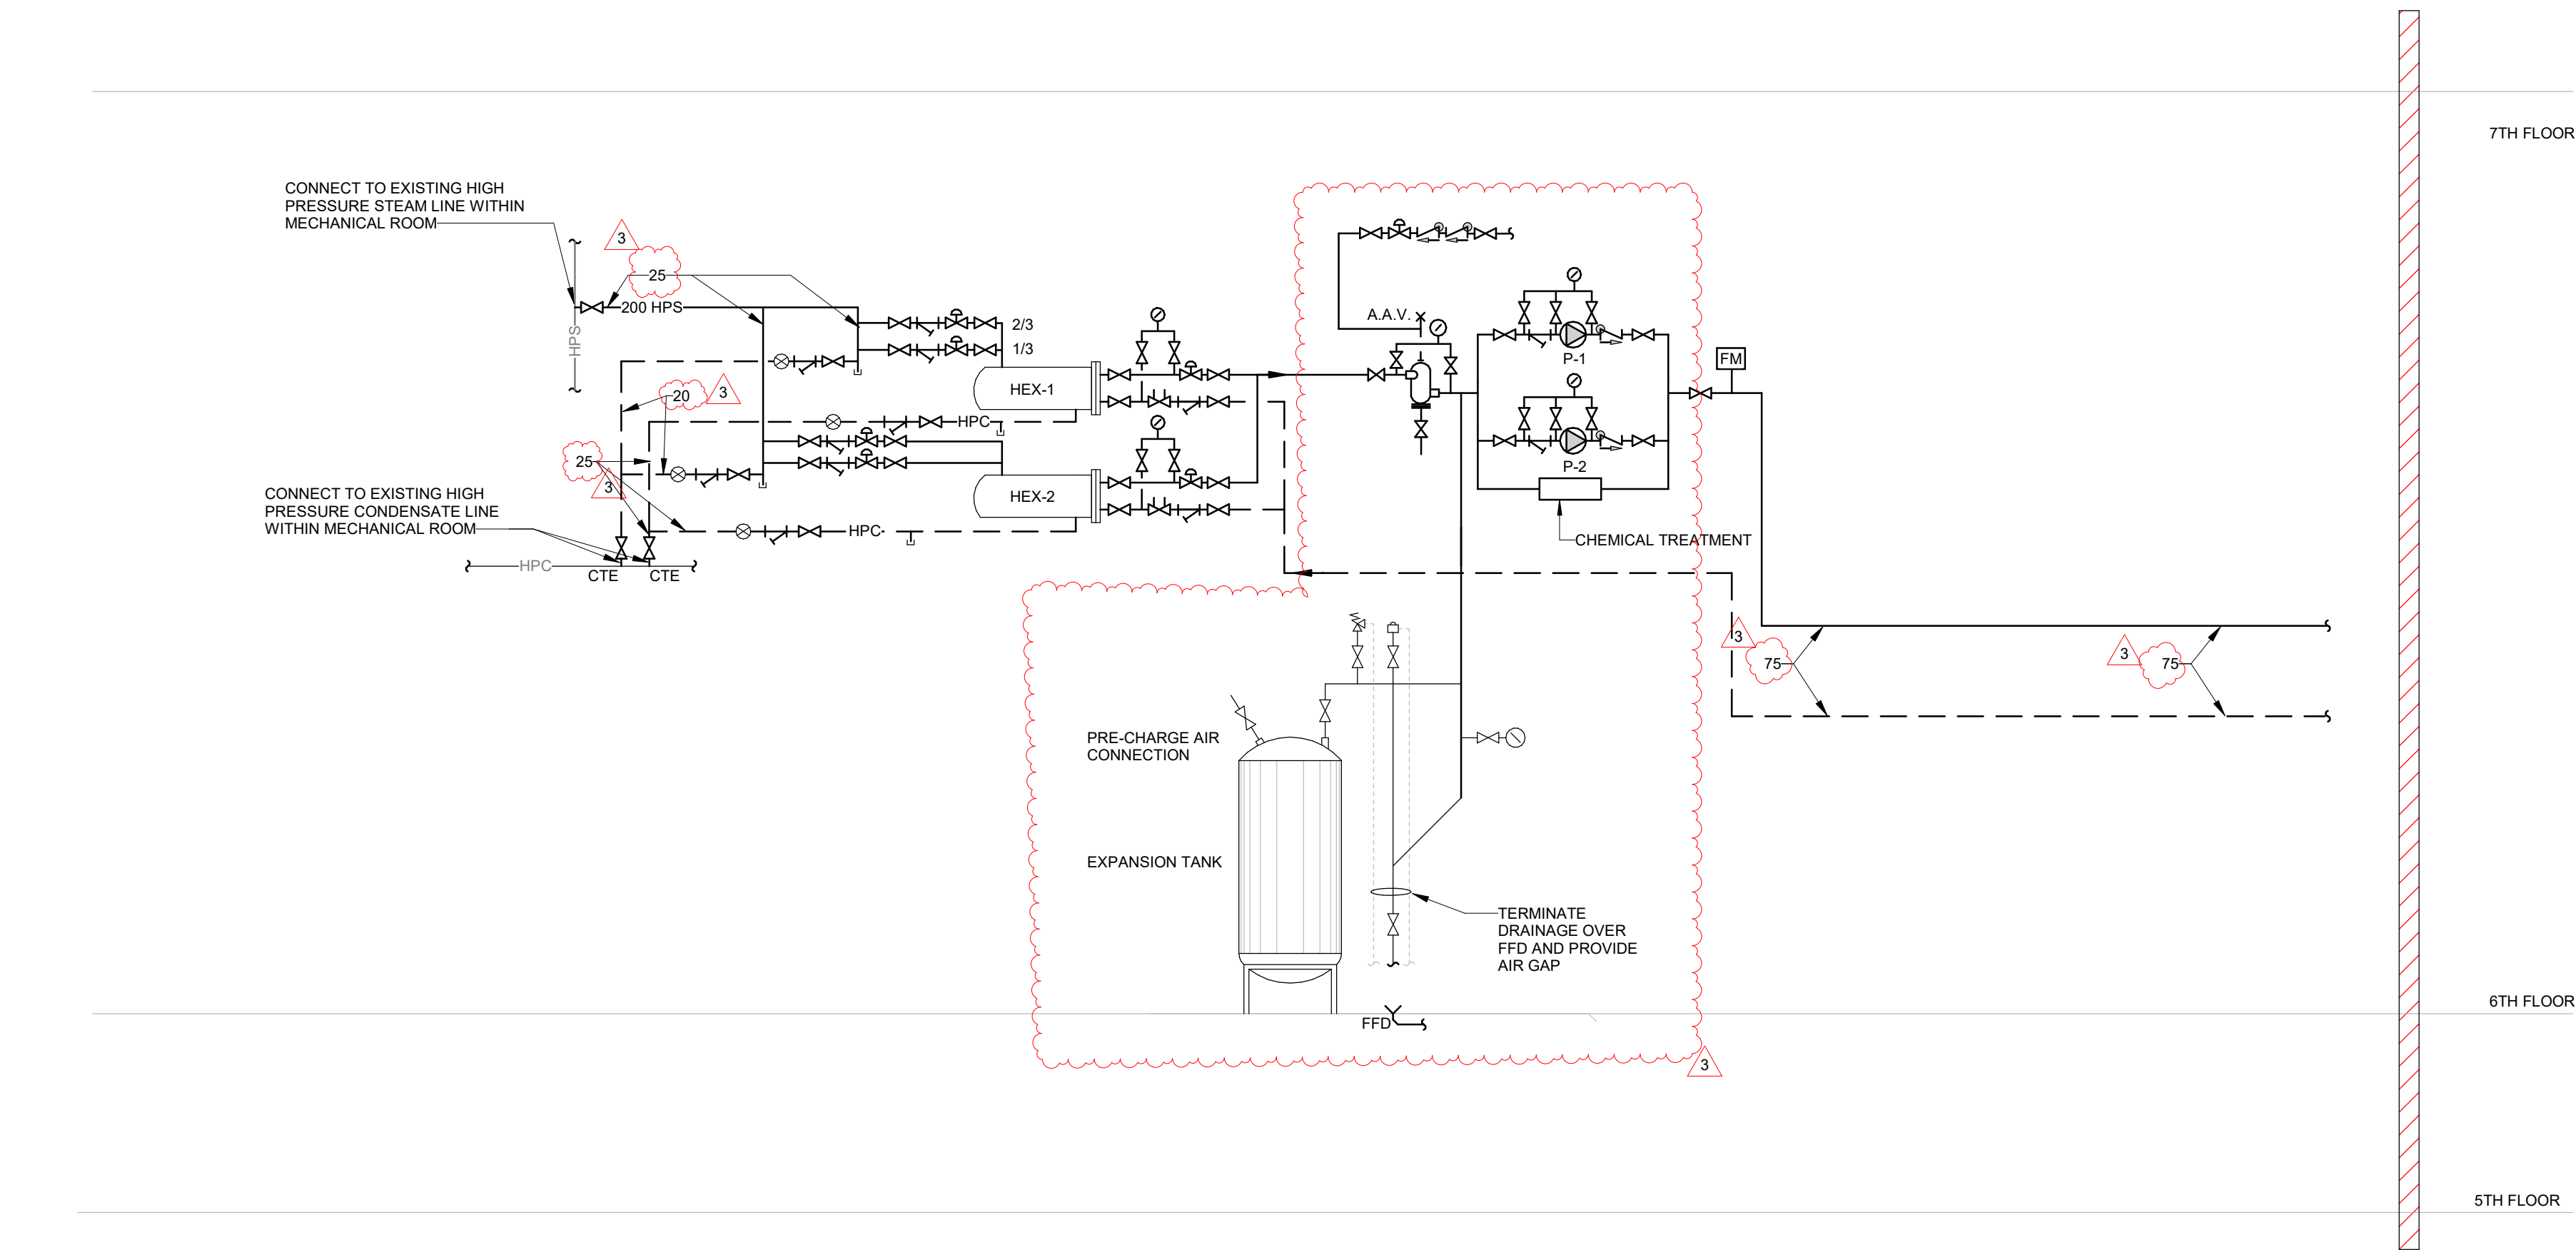 7TH FLOOR
CONNECT TO EXISTING HIGH
PRESSURE STEAM LINE WITHIN
MECHANICAL ROOM
3
25
200 HPS
HPS
2/3
1/3
A.A.V.
P-1
FM
HEX-1
20
3
HPC
25
3
P-2
HEX-2
CONNECT TO EXISTING HIGH
PRESSURE CONDENSATE LINE
WITHIN MECHANICAL ROOM
HPC
CHEMICAL TREATMENT
HPC
CTE
CTE
3
75
3
75
PRE-CHARGE AIR
CONNECTION
EXPANSION TANK
TERMINATE
DRAINAGE OVER
FFD AND PROVIDE
AIR GAP
6TH FLOOR
FFD
3
5TH FLOOR